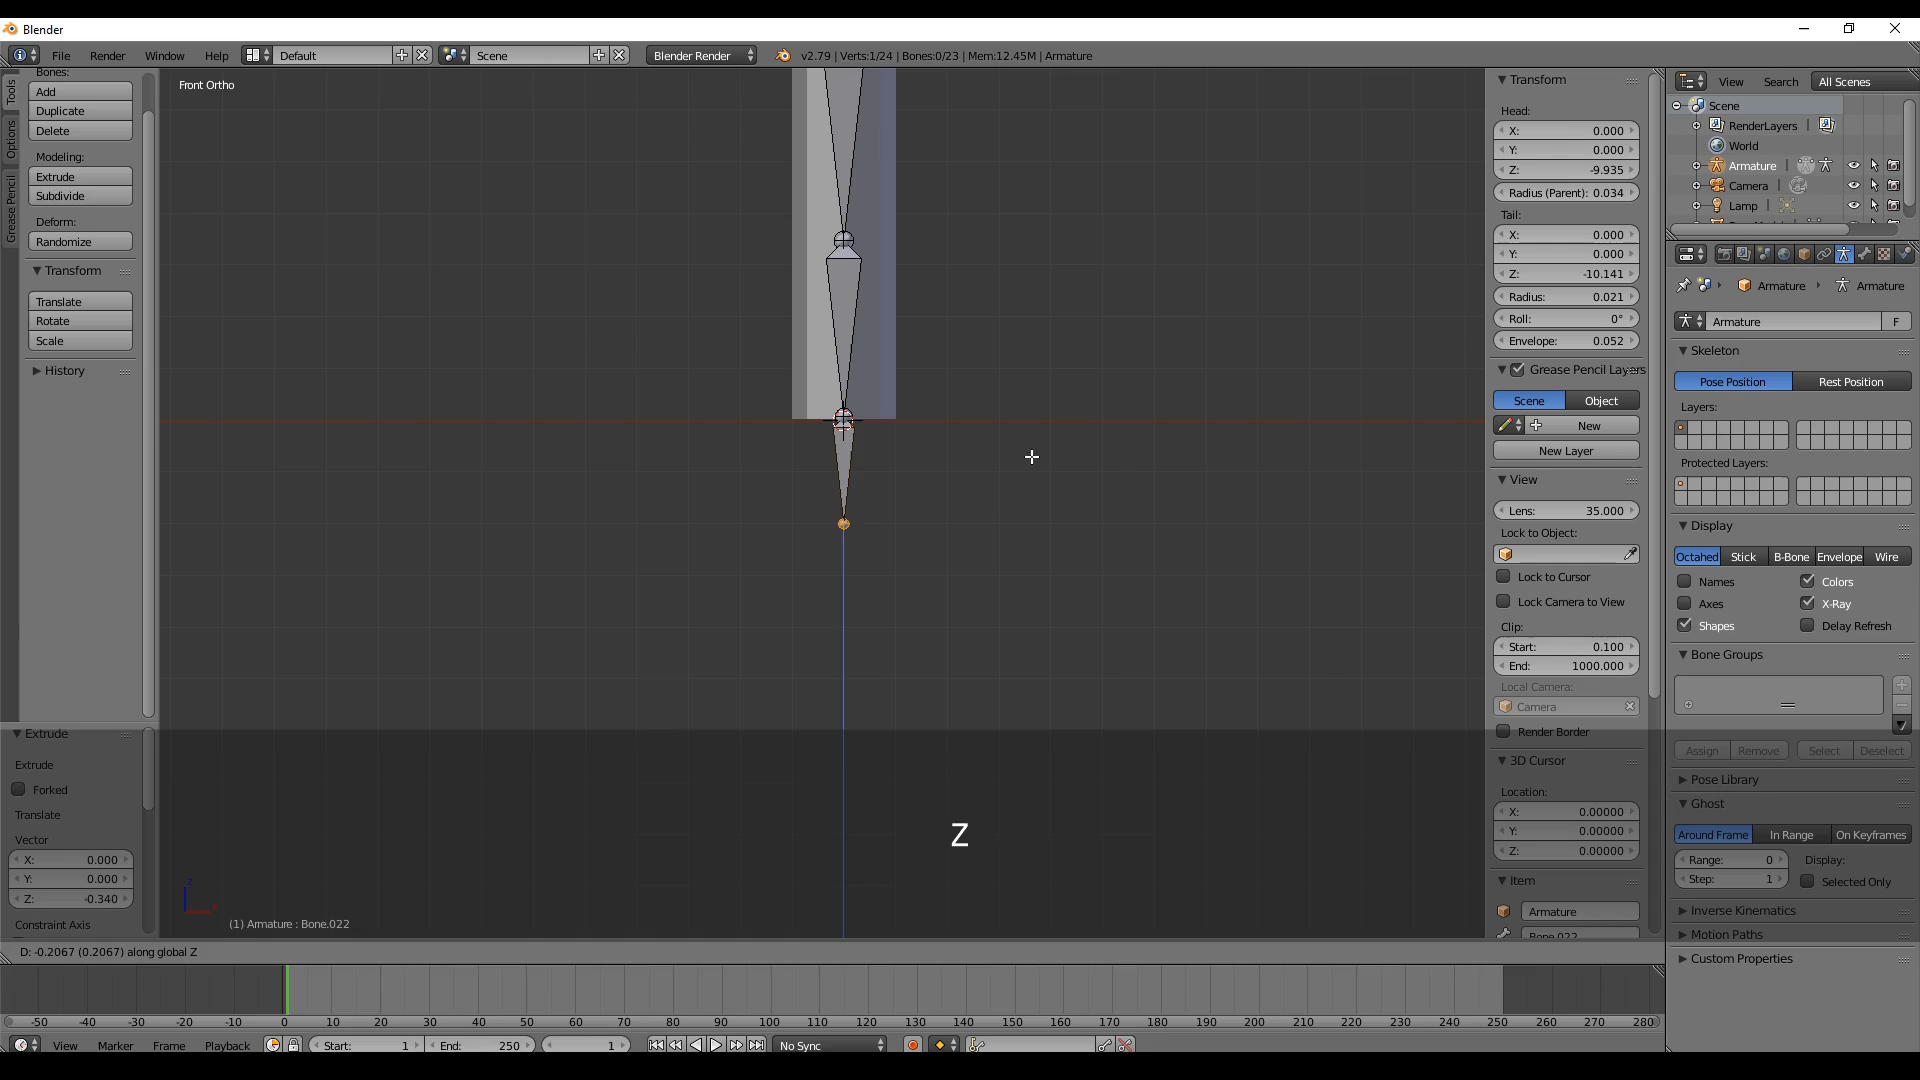 Blender
File Render Window Help Default Scene Blender Render v2.79 | Verts:1/24 | Bones:0/23 | Mem:12.45M | Armature
Tools
Options
Grease Pencil
Bones:
Add
Duplicate
Delete
Modeling:
Extrude
Subdivide
Deform:
Randomize
Transform
Translate
Rotate
Scale
History
Extrude
Extrude
Forked
Translate
Vector
X: 0.000
Y: 0.000
Z: -0.340
Constraint Axis
Front Ortho
Z
z
(1) Armature : Bone.022
Transform
Head:
X: 0.000
Y: 0.000
Z: -9.935
Radius (Parent): 0.034
Tail:
X: 0.000
Y: 0.000
Z: -10.141
Radius: 0.021
Roll: 0°
Envelope: 0.052
Grease Pencil Layers
Scene Object
New
New Layer
View
Lens: 35.000
Lock to Object:
Lock to Cursor
Lock Camera to View
Clip:
Start: 0.100
End: 1000.000
Local Camera:
Camera
Render Border
3D Cursor
Location:
X: 0.00000
Y: 0.00000
Z: 0.00000
Item
Armature
Bone.022
View Search All Scenes
Scene
RenderLayers
World
Armature
Camera
Lamp
Armature Armature
Armature F
Skeleton
Pose Position Rest Position
Layers:
Protected Layers:
Display
Octahed Stick B-Bone Envelope Wire
Names Colors
Axes X-Ray
Shapes Delay Refresh
Bone Groups
Assign Remove Select Deselect
Pose Library
Ghost
Around Frame In Range On Keyframes
Range: 0 Display:
Step: 1 Selected Only
Inverse Kinematics
Motion Paths
Custom Properties
D: -0.2067 (0.2067) along global Z
-50 -40 -30 -20 -10 0 10 20 30 40 50 60 70 80 90 100 110 120 130 140 150 160 170 180 190 200 210 220 230 240 250 260 270 280
View Marker Frame Playback Start: 1 End: 250 1 No Sync